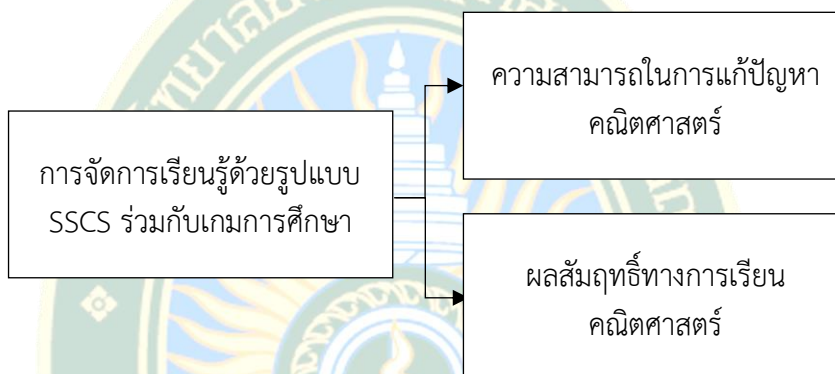 การจัดการเรียนรู้ด้วยรูปแบบ
SSCS ร่วมกับเกมการศึกษา
ความสามารถในการแก้ปัญหา
คณิตศาสตร์
ผลสัมฤทธิ์ทางการเรียน
คณิตศาสตร์